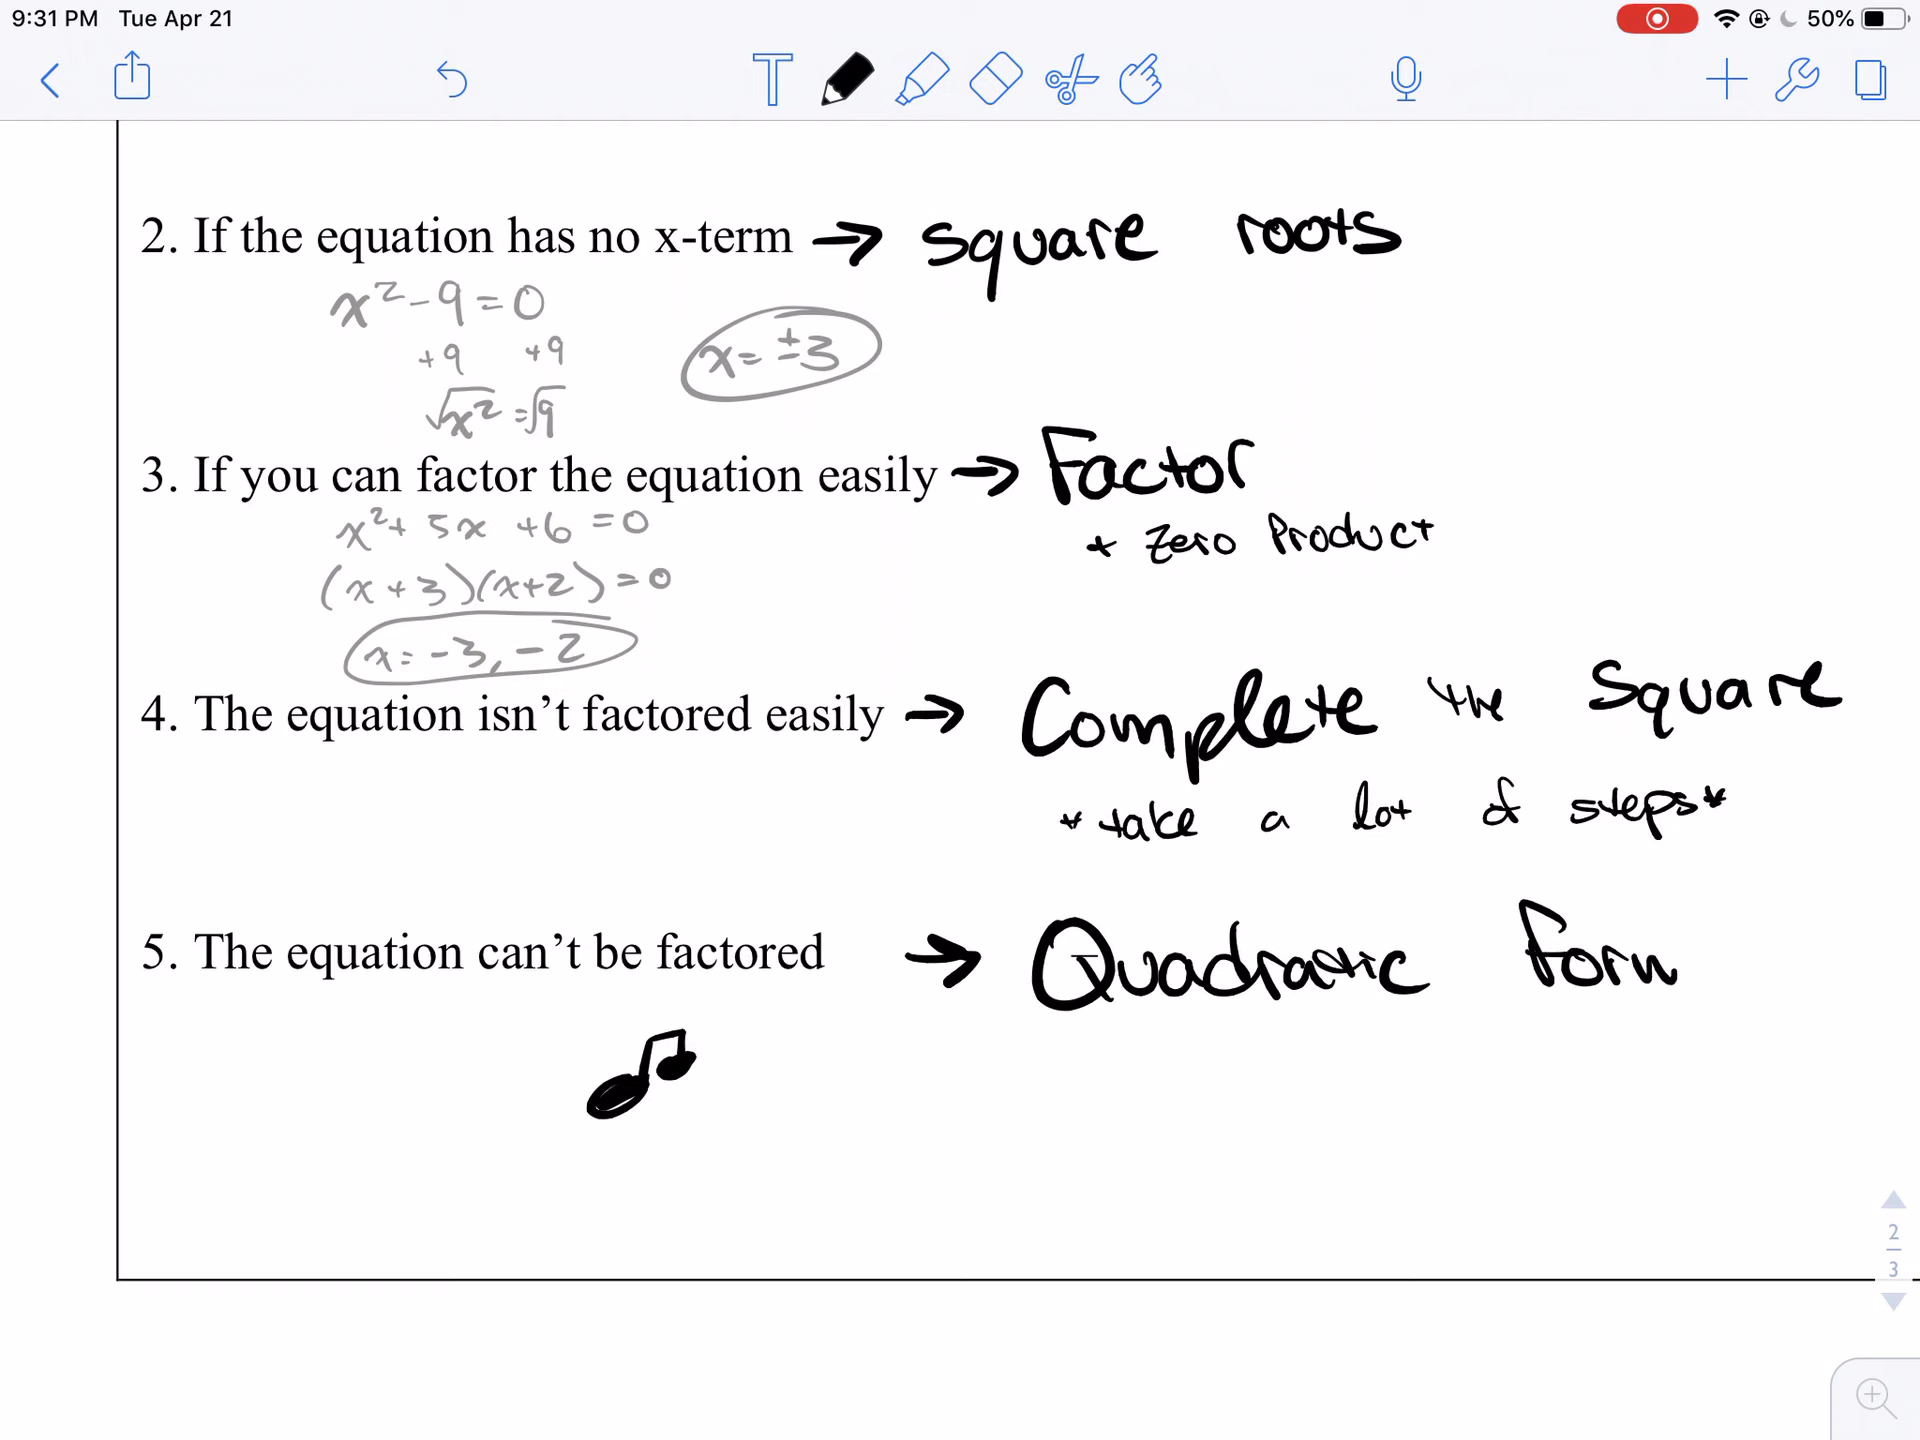 9:31 PM Tue Apr 21 50%
T
2. If the equation has no x-term → square roots
x² - 9 = 0
+9 +9
x = ±3
√x² = √9
3. If you can factor the equation easily → Factor
x² + 5x + 6 = 0
* Zero Product
(x + 3)(x + 2) = 0
x = -3, -2
4. The equation isn't factored easily → Complete the Square
*take a lot of steps*
5. The equation can't be factored → Quadratic Form
2
3